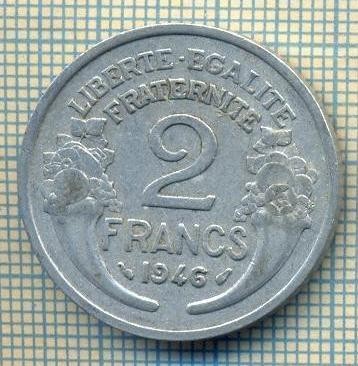 LIBERTE · EGALITE
FRATERNITE
2
FRANCS
1946